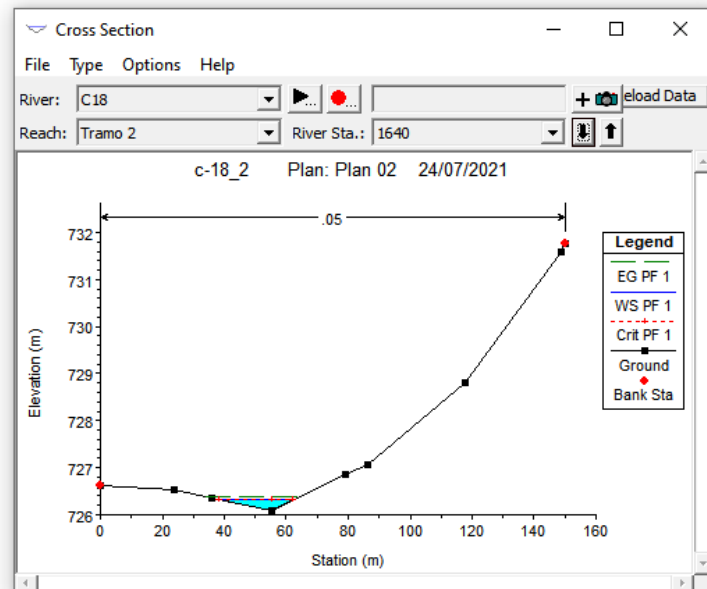 Cross Section
File Type Options Help
River: C18 ... ... + eload Data
Reach: Tramo 2 River Sta.: 1640
c-18_2 Plan: Plan 02 24/07/2021
.05
732
731
730
729
728
727
726
Elevation (m)
0 20 40 60 80 100 120 140 160
Station (m)
Legend
EG PF 1
WS PF 1
Crit PF 1
Ground
Bank Sta